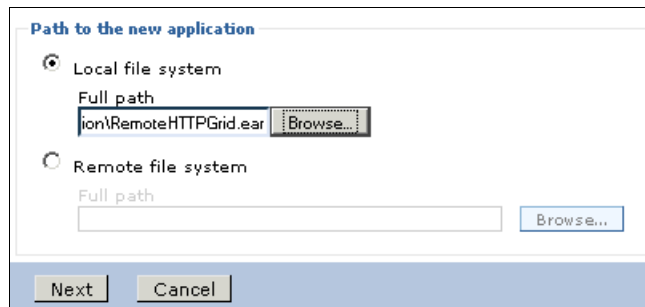 Path to the new application
Local file system
Full path
ion\RemoteHTTPGrid.ear Browse...
Remote file system
Full path
Browse...
Next Cancel